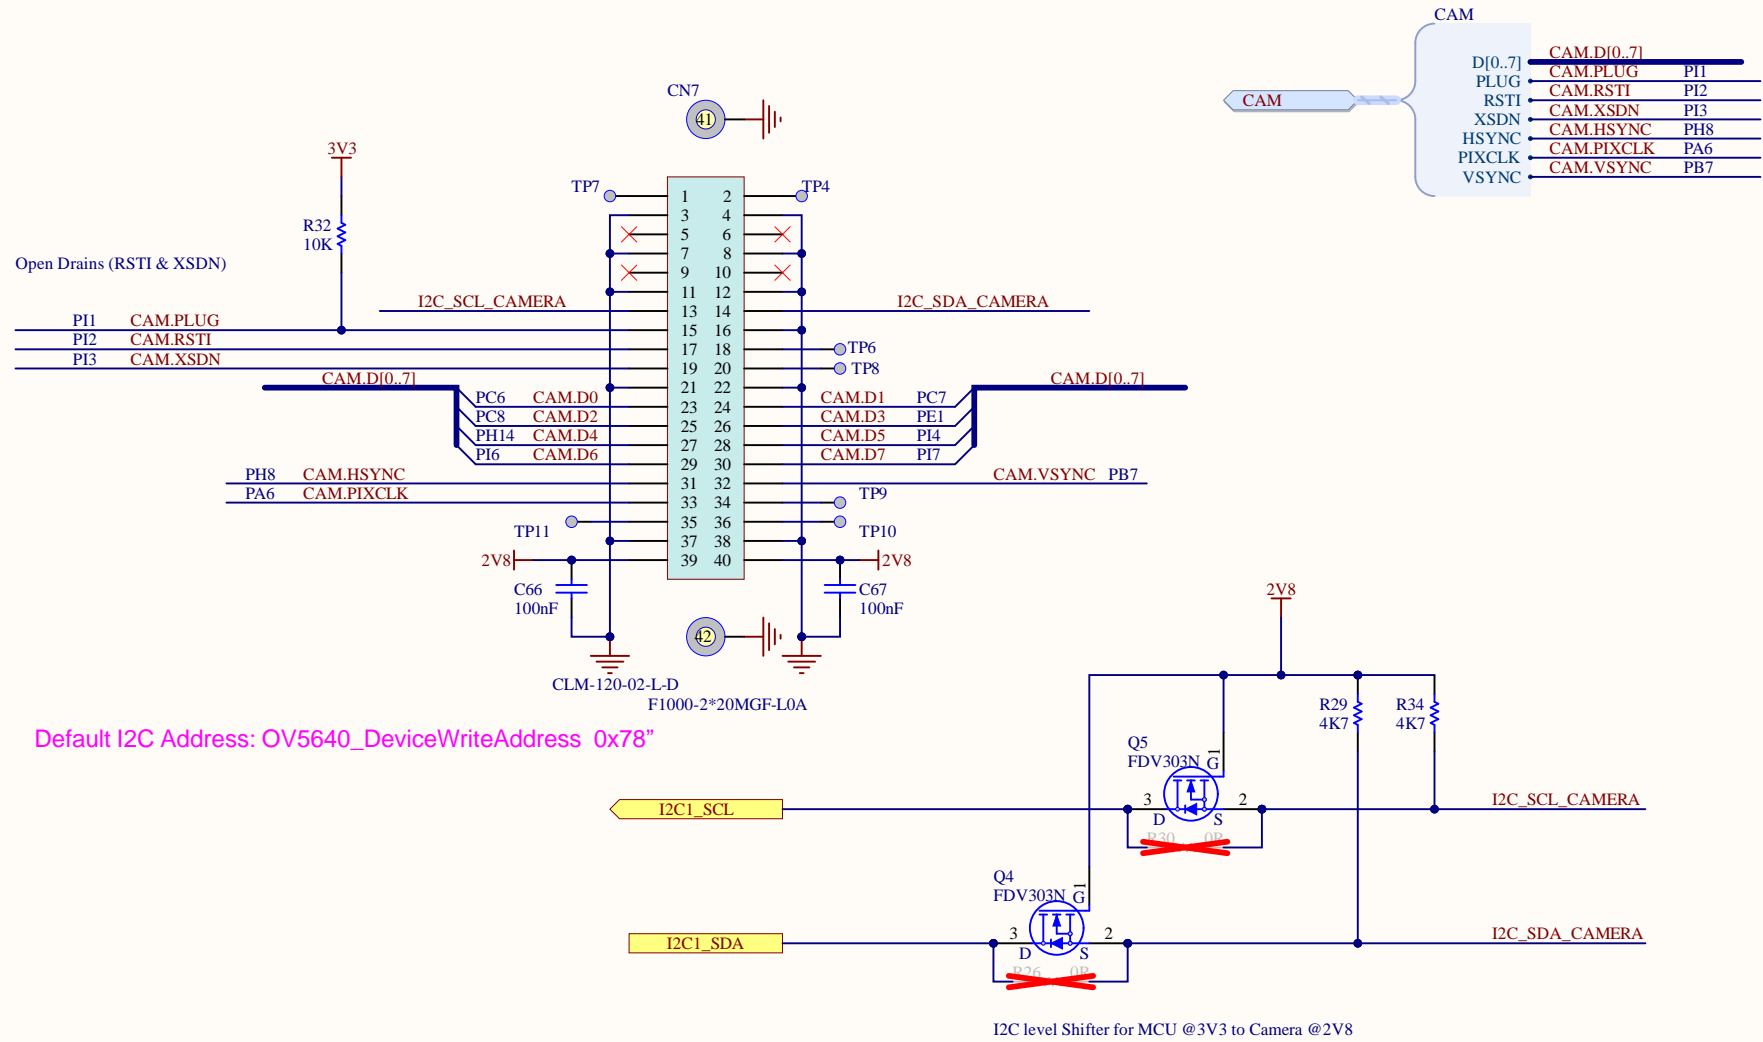 CAM
CAM
D[0..7] CAM.D[0..7]
PLUG CAM.PLUG PI1
RSTI CAM.RSTI PI2
XSDN CAM.XSDN PI3
HSYNC CAM.HSYNC PH8
PIXCLK CAM.PIXCLK PA6
VSYNC CAM.VSYNC PB7
CN7
41
3V3
R32
10K
Open Drains (RSTI & XSDN)
TP7 1 2 TP4
3 4
5 6
7 8
9 10
11 12
I2C_SCL_CAMERA 13 14 I2C_SDA_CAMERA
PI1 CAM.PLUG 15 16
PI2 CAM.RSTI 17 18 TP6
PI3 CAM.XSDN 19 20 TP8
CAM.D[0..7] 21 22 CAM.D[0..7]
PC6 CAM.D0 23 24 CAM.D1 PC7
PC8 CAM.D2 25 26 CAM.D3 PE1
PH14 CAM.D4 27 28 CAM.D5 PI4
PI6 CAM.D6 29 30 CAM.D7 PI7
PH8 CAM.HSYNC 31 32 CAM.VSYNC PB7
PA6 CAM.PIXCLK 33 34 TP9
TP11 35 36 TP10
37 38
2V8 39 40 2V8
C66
100nF
C67
100nF
42
CLM-120-02-L-D
F1000-2*20MGF-L0A
Default I2C Address: OV5640_DeviceWriteAddress 0x78”
2V8
R29
4K7
R34
4K7
Q5
FDV303N G 1
I2C1_SCL 3 2 I2C_SCL_CAMERA
D S
R30 0R
Q4
FDV303N G 1
I2C1_SDA 3 2 I2C_SDA_CAMERA
D S
R26 0R
I2C level Shifter for MCU @3V3 to Camera @2V8